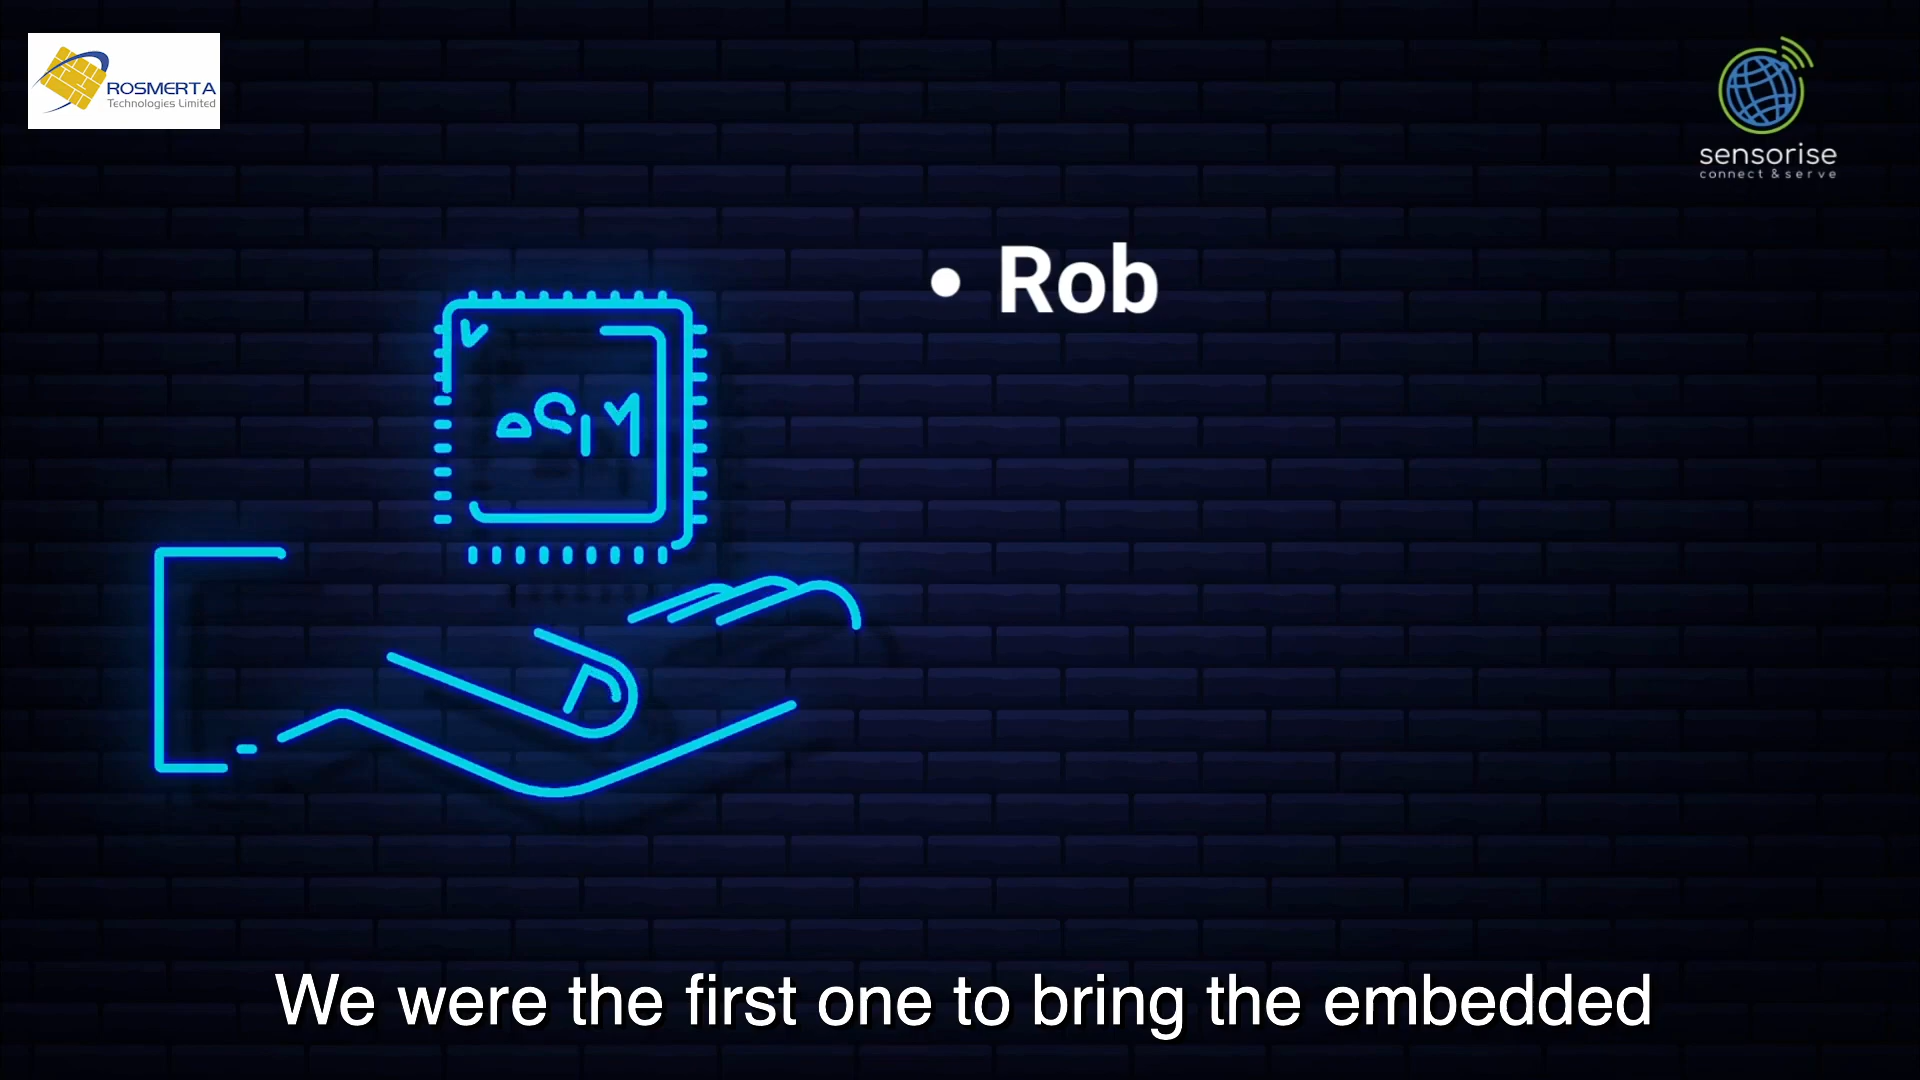 ROSMERTA
Technologies Limited
sensorise
connect & serve
• Rob
eSIM
We were the first one to bring the embedded